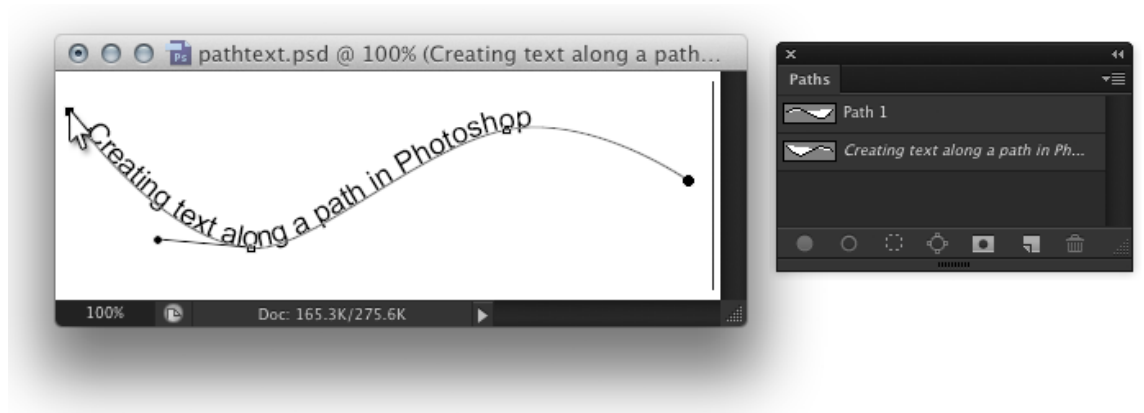 Ps pathtext.psd @ 100% (Creating text along a path...
Creating text along a path in Photoshop
100%
Doc: 165.3K/275.6K
Paths
Path 1
Creating text along a path in Ph...